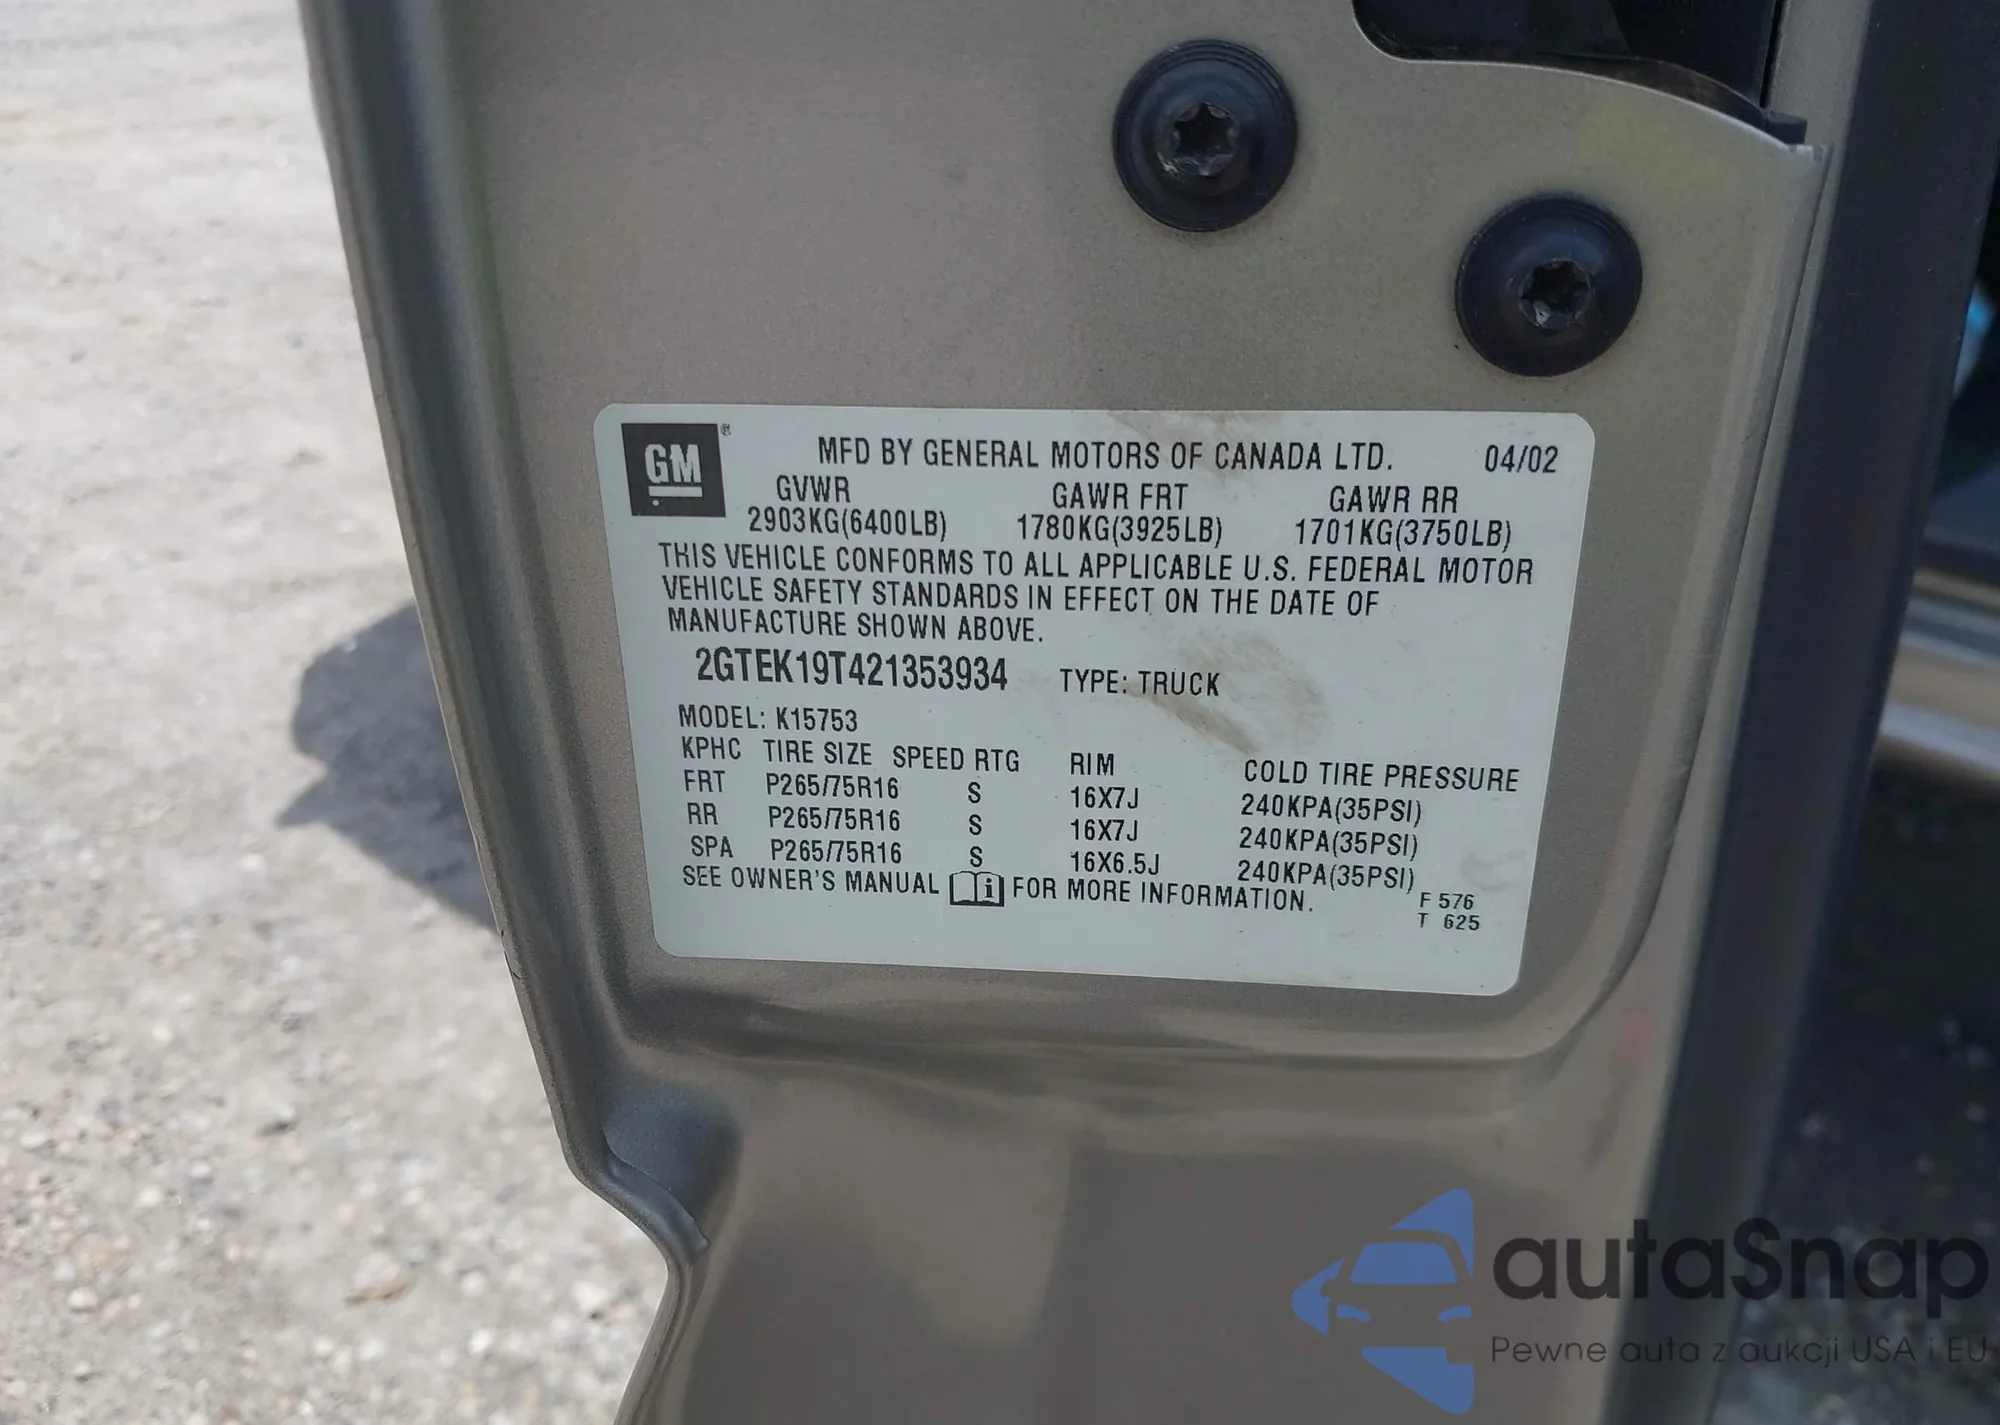 GM®
MFD BY GENERAL MOTORS OF CANADA LTD. 04/02
GVWR GAWR FRT GAWR RR
2903KG(6400LB) 1780KG(3925LB) 1701KG(3750LB)
THIS VEHICLE CONFORMS TO ALL APPLICABLE U.S. FEDERAL MOTOR
VEHICLE SAFETY STANDARDS IN EFFECT ON THE DATE OF
MANUFACTURE SHOWN ABOVE.
2GTEK19T421353934 TYPE: TRUCK
MODEL: K15753
KPHC TIRE SIZE SPEED RTG RIM COLD TIRE PRESSURE
FRT P265/75R16 S 16X7J 240KPA(35PSI)
RR P265/75R16 S 16X7J 240KPA(35PSI)
SPA P265/75R16 S 16X6.5J 240KPA(35PSI)
SEE OWNER'S MANUAL i FOR MORE INFORMATION.
F 576
T 625
autaSnap
Pewne auta z aukcji USA i EU